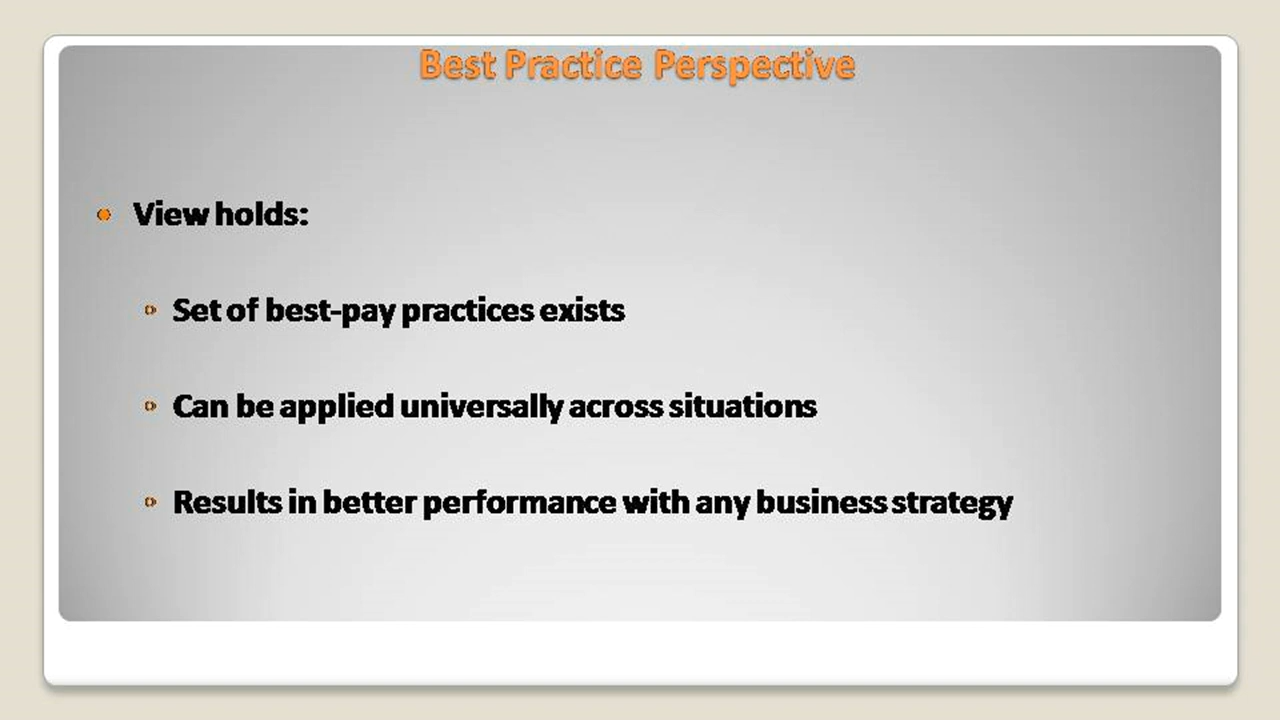 Best Practice Perspective
View holds:
Set of best-pay practices exists
Can be applied universally across situations
Results in better performance with any business strategy